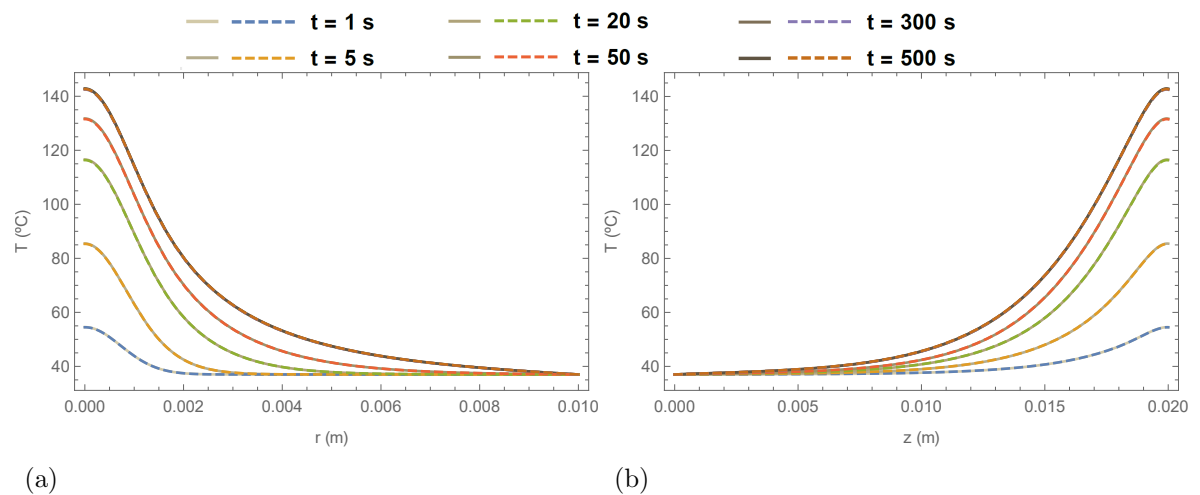 t = 1 s t = 20 s t = 300 s
t = 5 s t = 50 s t = 500 s
140 140
120 120
100 100
T (ºC) T (ºC)
80 80
60 60
40 40
0.000 0.002 0.004 0.006 0.008 0.010 0.000 0.005 0.010 0.015 0.020
r (m) z (m)
(a) (b)